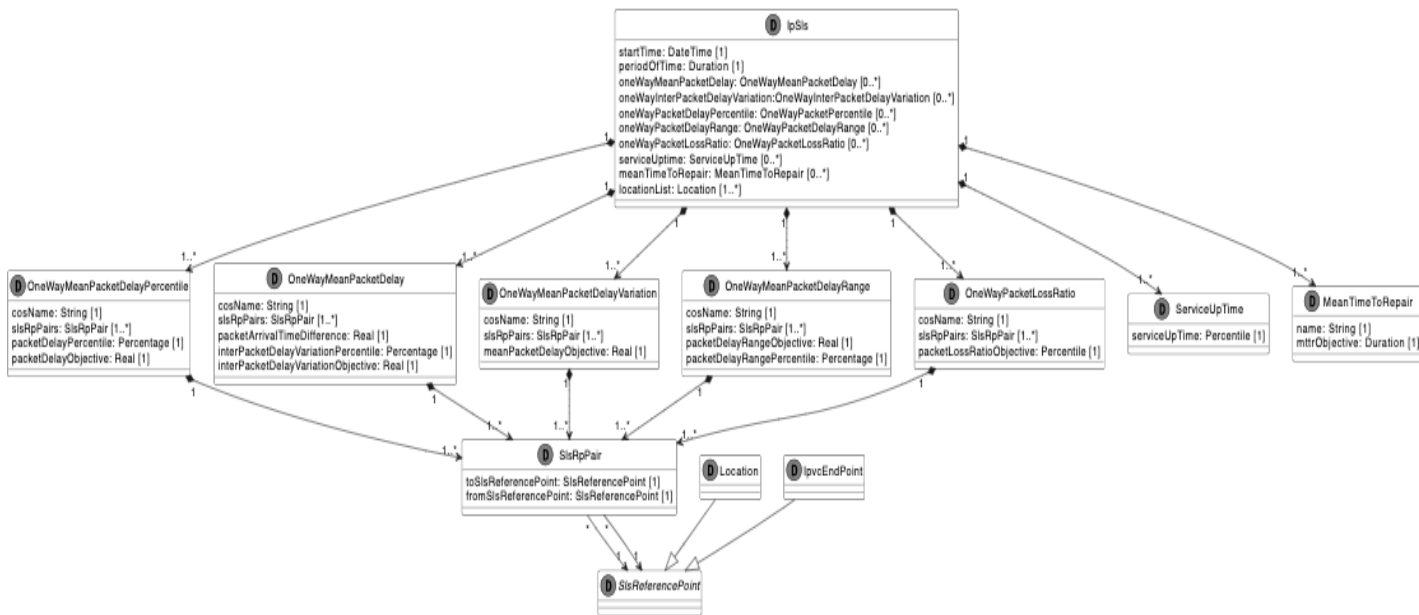 D IpSls
startTime: DateTime [1]
periodOfTime: Duration [1]
oneWayMeanPacketDelay: OneWayMeanPacketDelay [0..*]
oneWayInterPacketDelayVariation:OneWayInterPacketDelayVariation [0..*]
oneWayPacketDelayPercentile: OneWayPacketPercentile [0..*]
oneWayPacketDelayRange: OneWayPacketDelayRange [0..*]
oneWayPacketLossRatio: OneWayPacketLossRatio [0..*]
serviceUptime: ServiceUpTime [0..*]
meanTimeToRepair: MeanTimeToRepair [0..*]
locationList: Location [1..*]
1
1
1
1
1
1
1
1..*
1..*
1..*
1..*
1..*
1..*
1..*
D OneWayMeanPacketDelayPercentile
cosName: String [1]
slsRpPairs: SlsRpPair [1..*]
packetDelayPercentile: Percentage [1]
packetDelayObjective: Real [1]
D OneWayMeanPacketDelay
cosName: String [1]
slsRpPairs: SlsRpPair [1..*]
packetArrivalTimeDifference: Real [1]
interPacketDelayVariationPercentile: Percentage [1]
interPacketDelayVariationObjective: Real [1]
D OneWayMeanPacketDelayVariation
cosName: String [1]
slsRpPairs: SlsRpPair [1..*]
meanPacketDelayObjective: Real [1]
D OneWayMeanPacketDelayRange
cosName: String [1]
slsRpPairs: SlsRpPair [1..*]
packetDelayRangeObjective: Real [1]
packetDelayRangePercentile: Percentage [1]
D OneWayPacketLossRatio
cosName: String [1]
slsRpPairs: SlsRpPair [1..*]
packetLossRatioObjective: Percentile [1]
D ServiceUpTime
serviceUpTime: Percentile [1]
D MeanTimeToRepair
name: String [1]
mttrObjective: Duration [1]
1
1
1
1
1
1..*
1..*
1..*
1..*
1..*
D SlsRpPair
toSlsReferencePoint: SlsReferencePoint [1]
fromSlsReferencePoint: SlsReferencePoint [1]
D Location
D IpvcEndPoint
*
*
1
1
D SlsReferencePoint